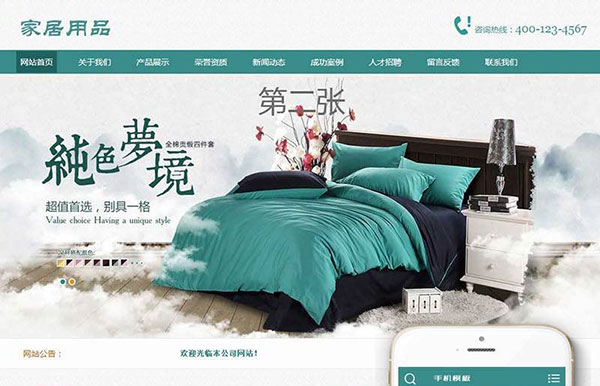 家居用品
咨询热线：400-123-4567
网站首页 关于我们 产品展示 荣誉资质 新闻动态 成功案例 人才招聘 留言反馈 联系我们
第二张
純色夢境
全棉贡缎四件套
超值首选，别具一格
Value choice Having a unique style
网站公告：
欢迎光临本公司网站！
手机模板